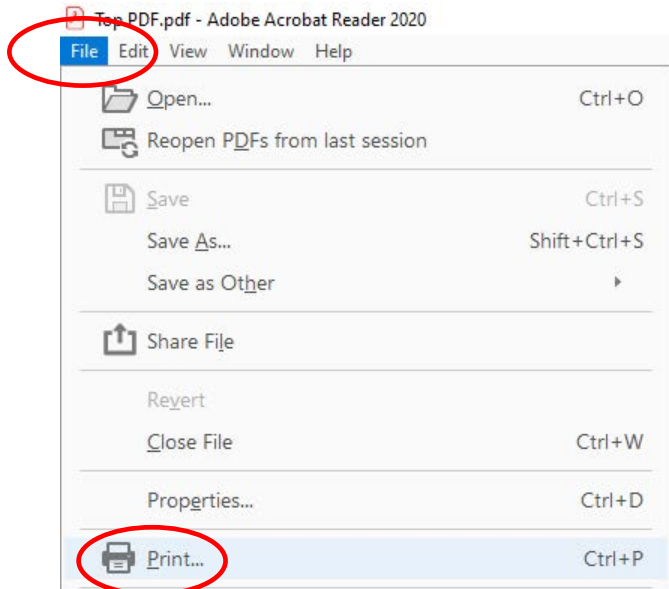 Top PDF.pdf - Adobe Acrobat Reader 2020
File Edit View Window Help
Open... Ctrl+O
Reopen PDFs from last session
Save Ctrl+S
Save As... Shift+Ctrl+S
Save as Other
Share File
Revert
Close File Ctrl+W
Properties... Ctrl+D
Print... Ctrl+P